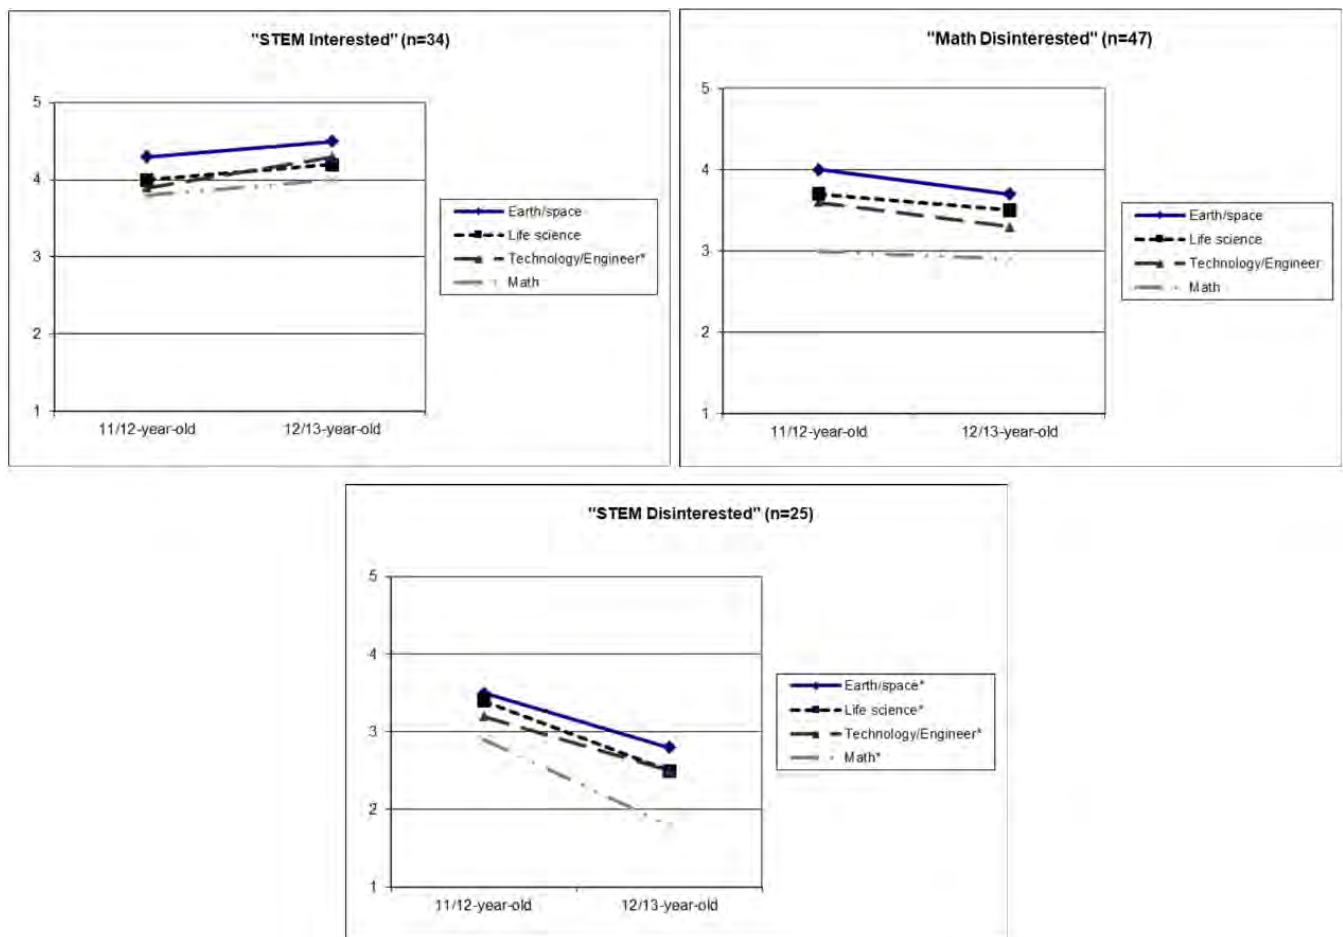 "STEM Interested" (n=34)
5
4
3
2
1
11/12-year-old 12/13-year-old
Earth/space
Life science
Technology/Engineer*
Math
"Math Disinterested" (n=47)
5
4
3
2
1
11/12-year-old 12/13-year-old
Earth/space
Life science
Technology/Engineer
Math
"STEM Disinterested" (n=25)
5
4
3
2
1
11/12-year-old 12/13-year-old
Earth/space*
Life science*
Technology/Engineer*
Math*